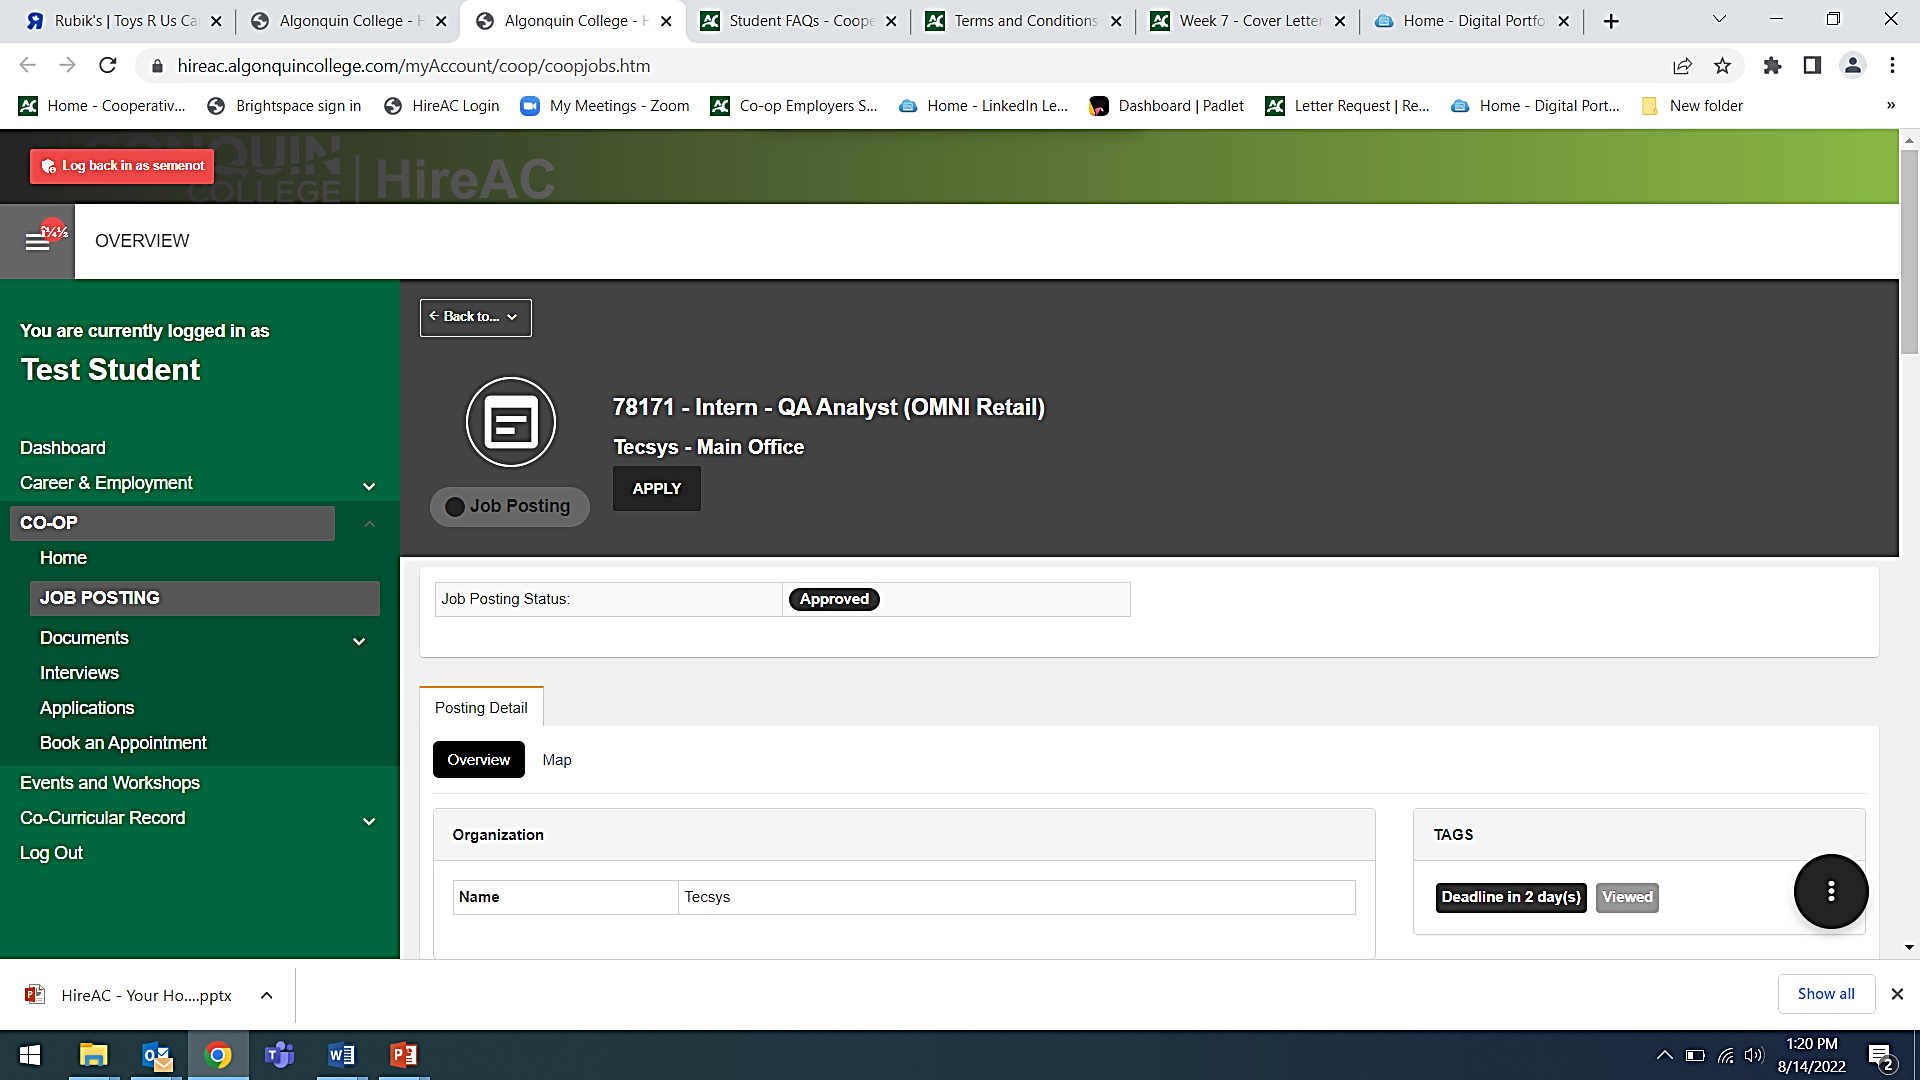 Rubik's | Toys R Us Ca
Algonquin College - H
Algonquin College - H
Student FAQs - Coope
Terms and Conditions
Week 7 - Cover Letter
Home - Digital Portfo
hireac.algonquincollege.com/myAccount/coop/coopjobs.htm
Home - Cooperativ...
Brightspace sign in
HireAC Login
My Meetings - Zoom
Co-op Employers S...
Home - LinkedIn Le...
Dashboard | Padlet
Letter Request | Re...
Home - Digital Port...
New folder
»
Log back in as semenot
QUIN
COLLEGE | HireAC
ï¼½
OVERVIEW
You are currently logged in as
Test Student
Dashboard
Career & Employment
CO-OP
Home
JOB POSTING
Documents
Interviews
Applications
Book an Appointment
Events and Workshops
Co-Curricular Record
Log Out
Back to...
78171 - Intern - QA Analyst (OMNI Retail)
Tecsys - Main Office
APPLY
Job Posting
Job Posting Status:
Approved
Posting Detail
Overview
Map
Organization
Name
Tecsys
TAGS
Deadline in 2 day(s)
Viewed
HireAC - Your Ho....pptx
Show all
1:20 PM
8/14/2022
2